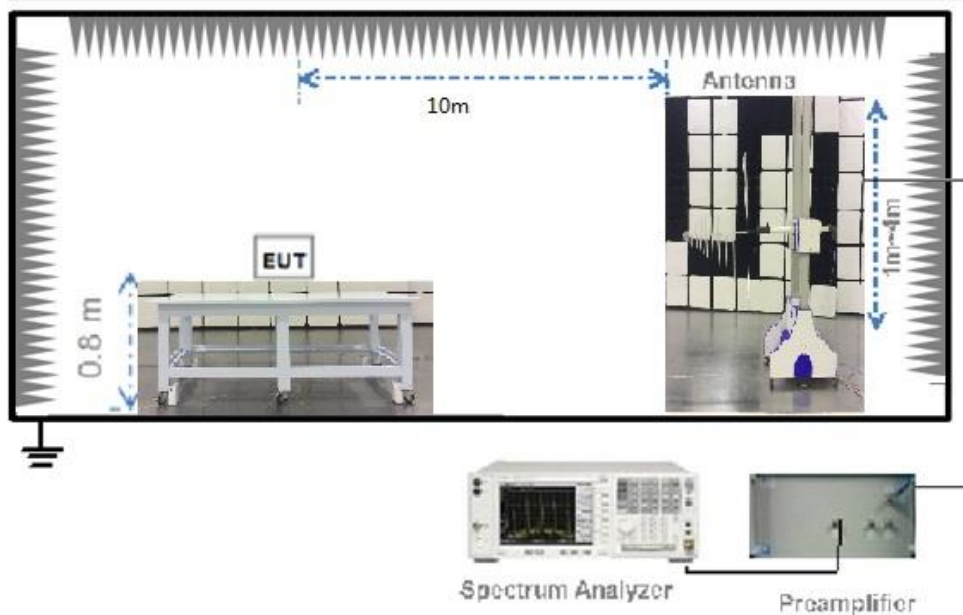 Antenna
10m
1m-4m
EUT
0.8 m
Spectrum Analyzer
Preamplifier